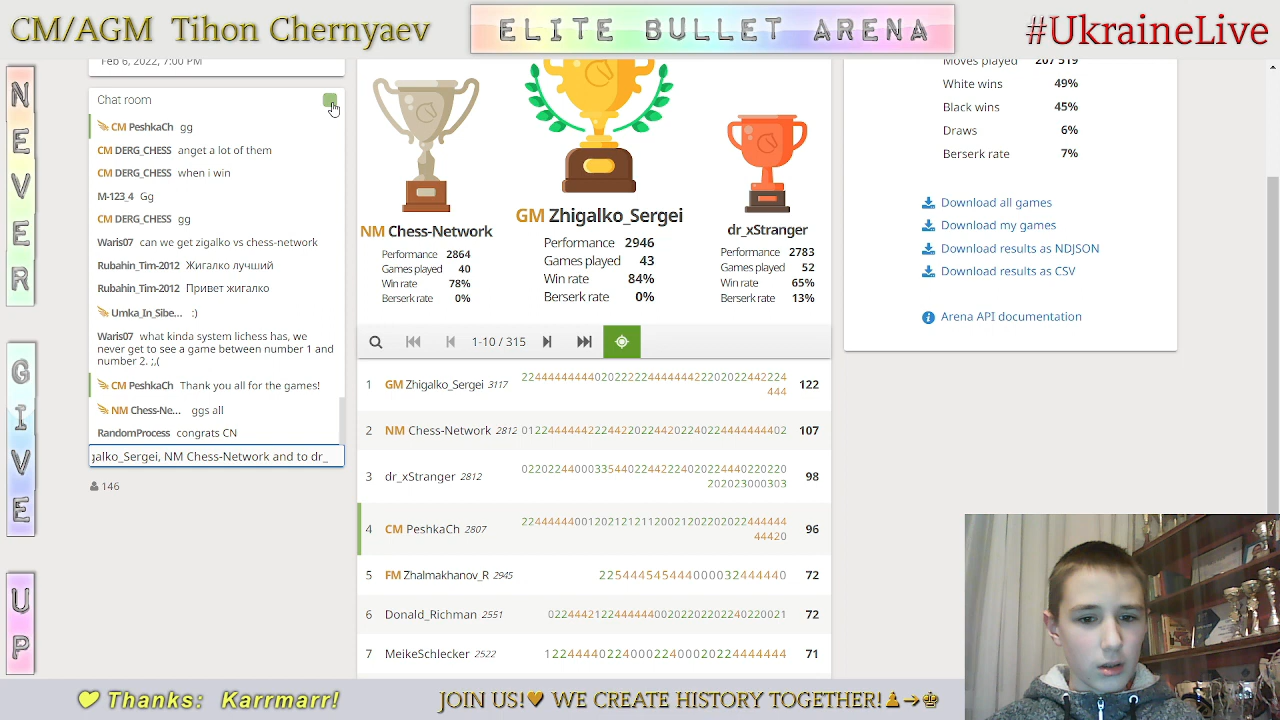 CM/AGM Tihon Chernyaev
ELITE BULLET ARENA
#UkraineLive
NEVER
GIVE
UP
Feb 6, 2022, 7:00 PM
Chat room
CM PeshkaCh gg
CM DERG_CHESS anget a lot of them
CM DERG_CHESS when i win
M-123_4 Gg
CM DERG_CHESS gg
Waris07 can we get zigalko vs chess-network
Rubahin_Tim-2012 Жигалко лучший
Rubahin_Tim-2012 Привет жигалко
Umka_In_Sibe... :)
Waris07 what kinda system lichess has, we
never get to see a game between number 1 and
number 2. ;,(
CM PeshkaCh Thank you all for the games!
NM Chess-Ne... ggs all
RandomProcess congrats CN
galko_Sergei, NM Chess-Network and to dr_
146
NM Chess-Network
Performance 2864
Games played 40
Win rate 78%
Berserk rate 0%
GM Zhigalko_Sergei
Performance 2946
Games played 43
Win rate 84%
Berserk rate 0%
dr_xStranger
Performance 2783
Games played 52
Win rate 65%
Berserk rate 13%
1-10 / 315
1 GM Zhigalko_Sergei 3117 122
2 NM Chess-Network 2812 107
3 dr_xStranger 2812 98
4 CM PeshkaCh 2807 96
5 FM Zhalmakhanov_R 2945 72
6 Donald_Richman 2551 72
7 MeikeSchlecker 2522 71
Moves played 207 519
White wins 49%
Black wins 45%
Draws 6%
Berserk rate 7%
Download all games
Download my games
Download results as NDJSON
Download results as CSV
Arena API documentation
Thanks: Karrmarr!
JOIN US! WE CREATE HISTORY TOGETHER!